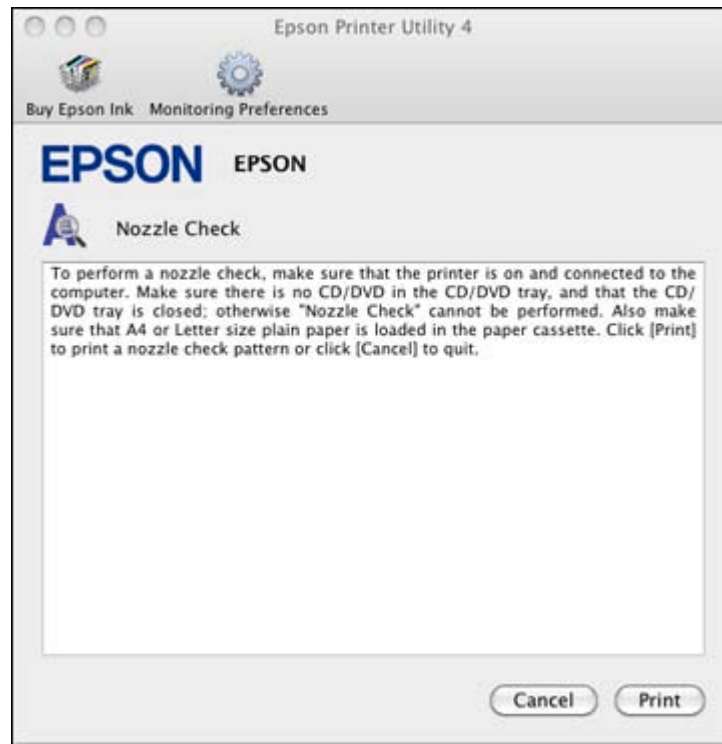 Epson Printer Utility 4
Buy Epson Ink Monitoring Preferences
EPSON EPSON
Nozzle Check
To perform a nozzle check, make sure that the printer is on and connected to the
computer. Make sure there is no CD/DVD in the CD/DVD tray, and that the CD/
DVD tray is closed; otherwise "Nozzle Check" cannot be performed. Also make
sure that A4 or Letter size plain paper is loaded in the paper cassette. Click [Print]
to print a nozzle check pattern or click [Cancel] to quit.
Cancel Print